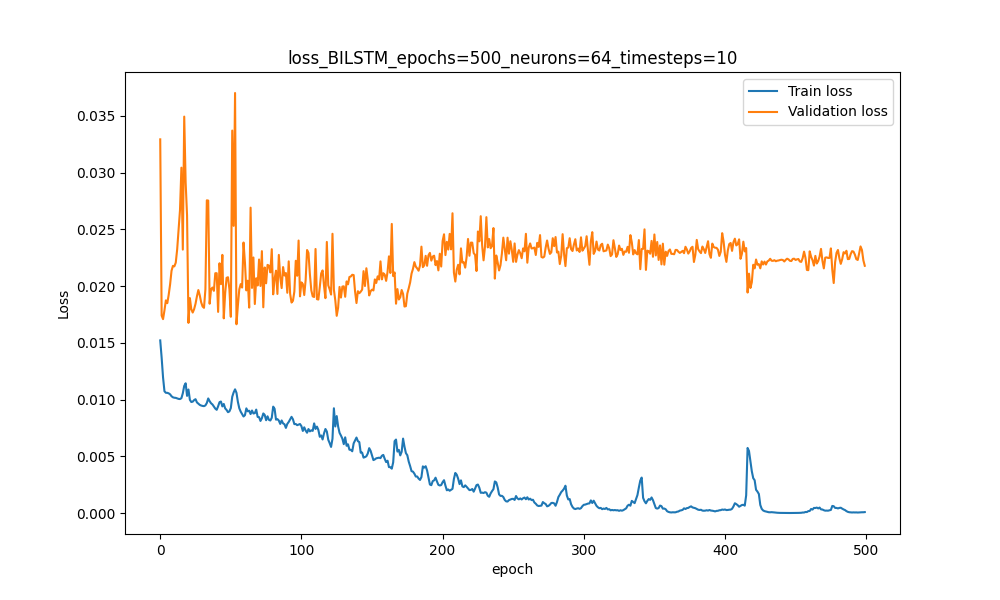 loss_BILSTM_epochs=500_neurons=64_timesteps=10
Train loss
Validation loss
0.035
0.030
0.025
0.020
0.015
0.010
0.005
0.000
Loss
0
100
200
300
400
500
epoch